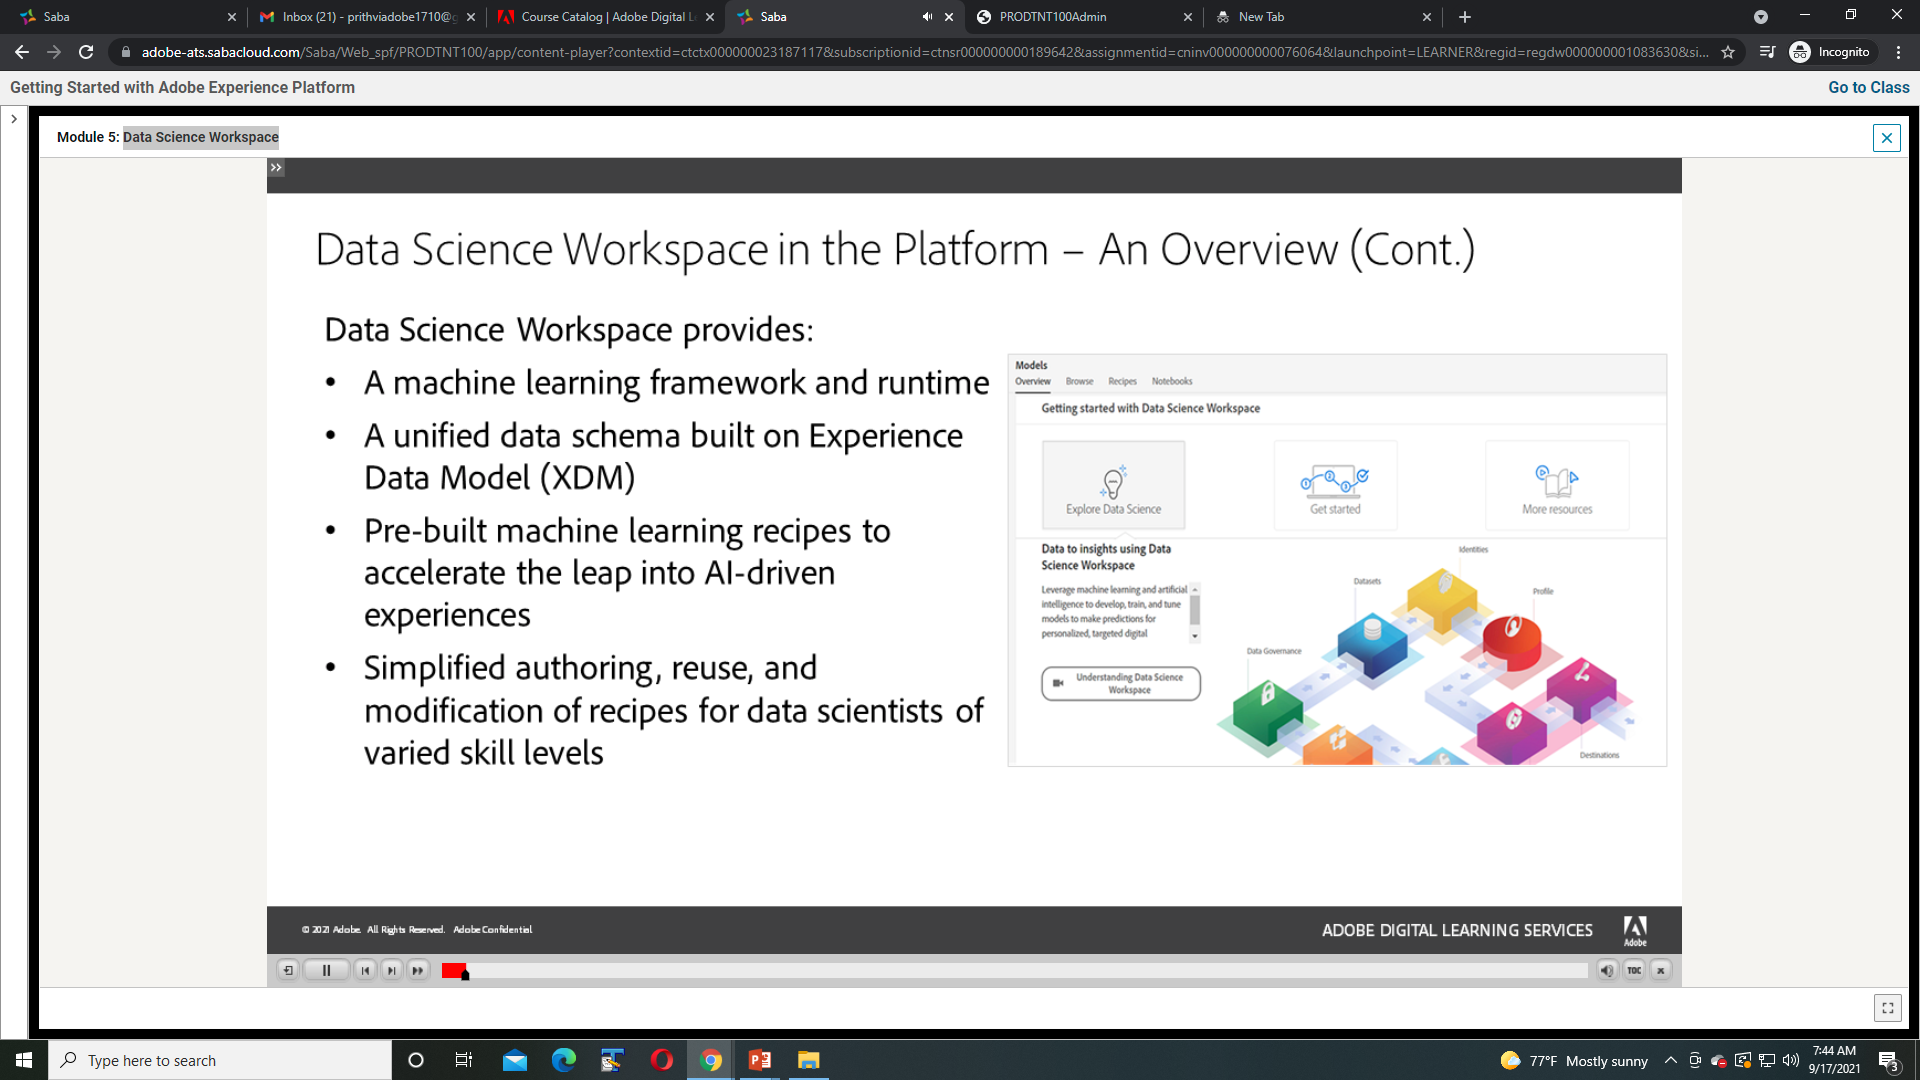 Saba
Inbox (21) - prithviadobe1710@g
Course Catalog | Adobe Digital L
Saba
PRODTNT100Admin
New Tab
adobe-ats.sabacloud.com/Saba/Web_spf/PRODTNT100/app/content-player?contextid=ctctx000000023187117&subscriptionid=ctnsr000000000189642&assignmentid=cninv000000000076064&launchpoint=LEARNER&regid=regdw000000001083630&si...
Incognito
Getting Started with Adobe Experience Platform
Go to Class
Module 5: Data Science Workspace
Data Science Workspace in the Platform – An Overview (Cont.)
Data Science Workspace provides:
• A machine learning framework and runtime
• A unified data schema built on Experience
Data Model (XDM)
• Pre-built machine learning recipes to
accelerate the leap into AI-driven
experiences
• Simplified authoring, reuse, and
modification of recipes for data scientists of
varied skill levels
Models
Overview Browse Recipes Notebooks
Getting started with Data Science Workspace
Explore Data Science
Get started
More resources
Data to insights using Data
Science Workspace
Leverage machine learning and artificial
intelligence to develop, train, and tune
models to make predictions for
personalized, targeted digital
Understanding Data Science
Workspace
Identities
Datasets
Profile
Data Governance
Destinations
© 2021 Adobe. All Rights Reserved. Adobe Confidential
ADOBE DIGITAL LEARNING SERVICES
Adobe
TOC
Type here to search
77°F Mostly sunny
7:44 AM
9/17/2021
3